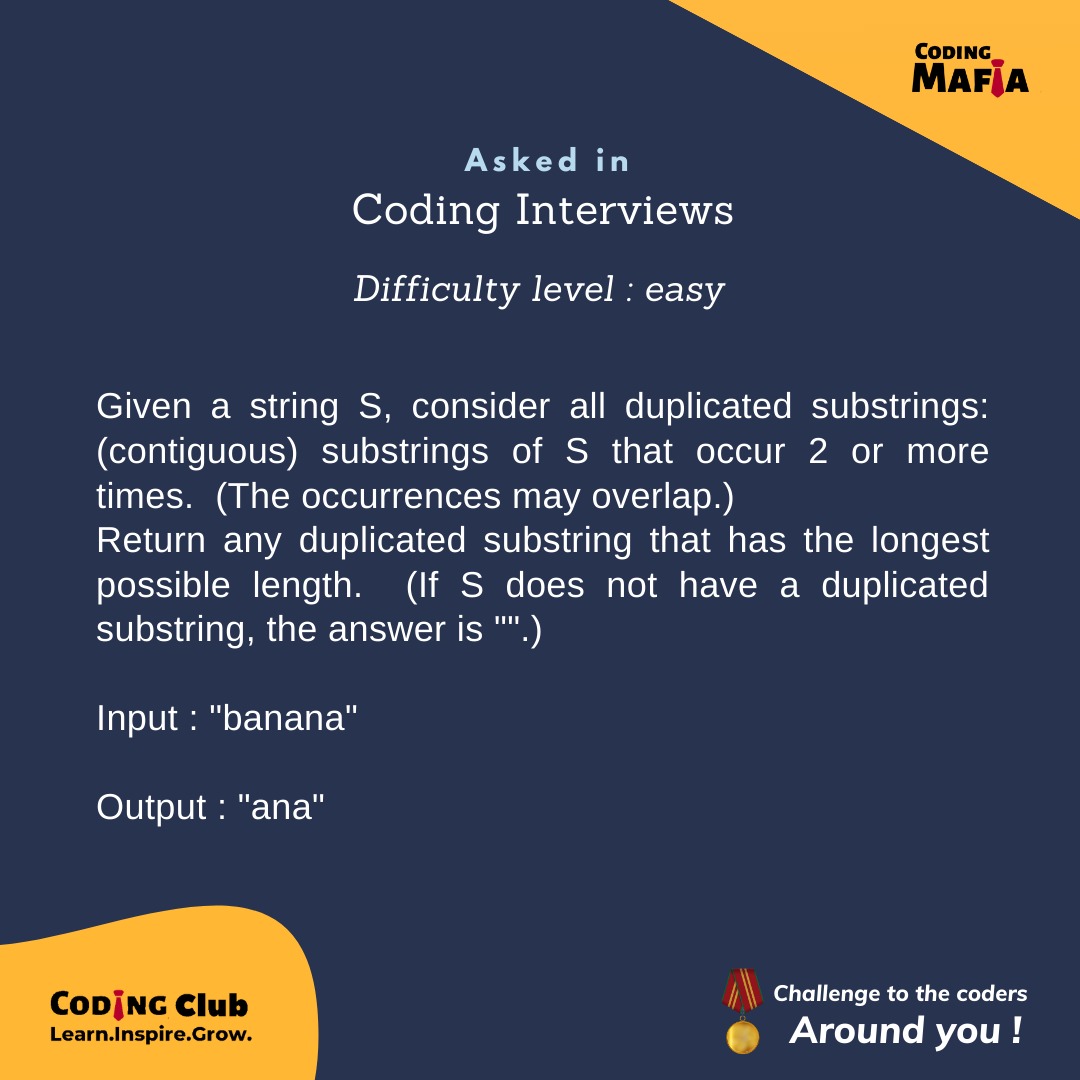 CODING
MAFIA
Asked in
Coding Interviews
Difficulty level : easy
Given a string S, consider all duplicated substrings:
(contiguous) substrings of S that occur 2 or more
times.  (The occurrences may overlap.)
Return any duplicated substring that has the longest
possible length.  (If S does not have a duplicated
substring, the answer is "".)
Input : "banana"
Output : "ana"
CODING Club
Learn.Inspire.Grow.
Challenge to the coders
Around you !